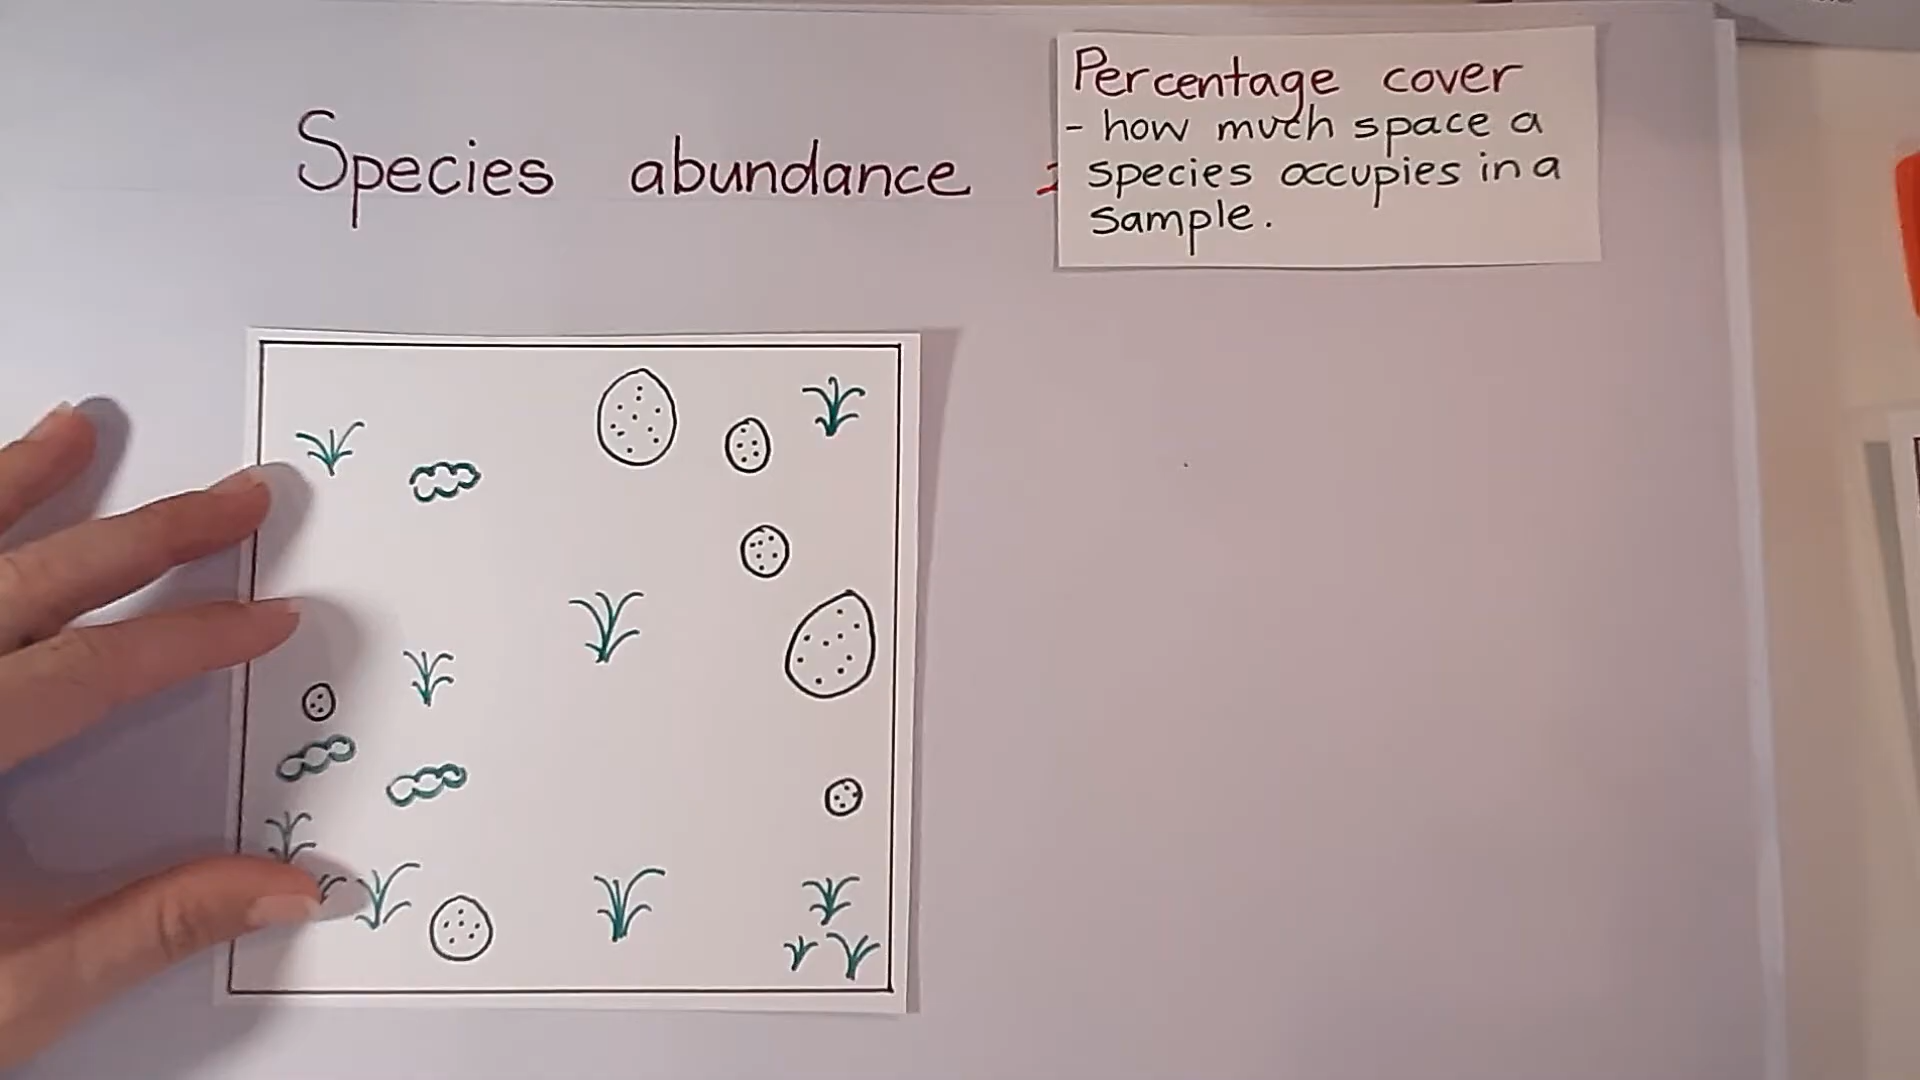 Percentage cover
- how much space a
species occupies in a
sample.
Species abundance